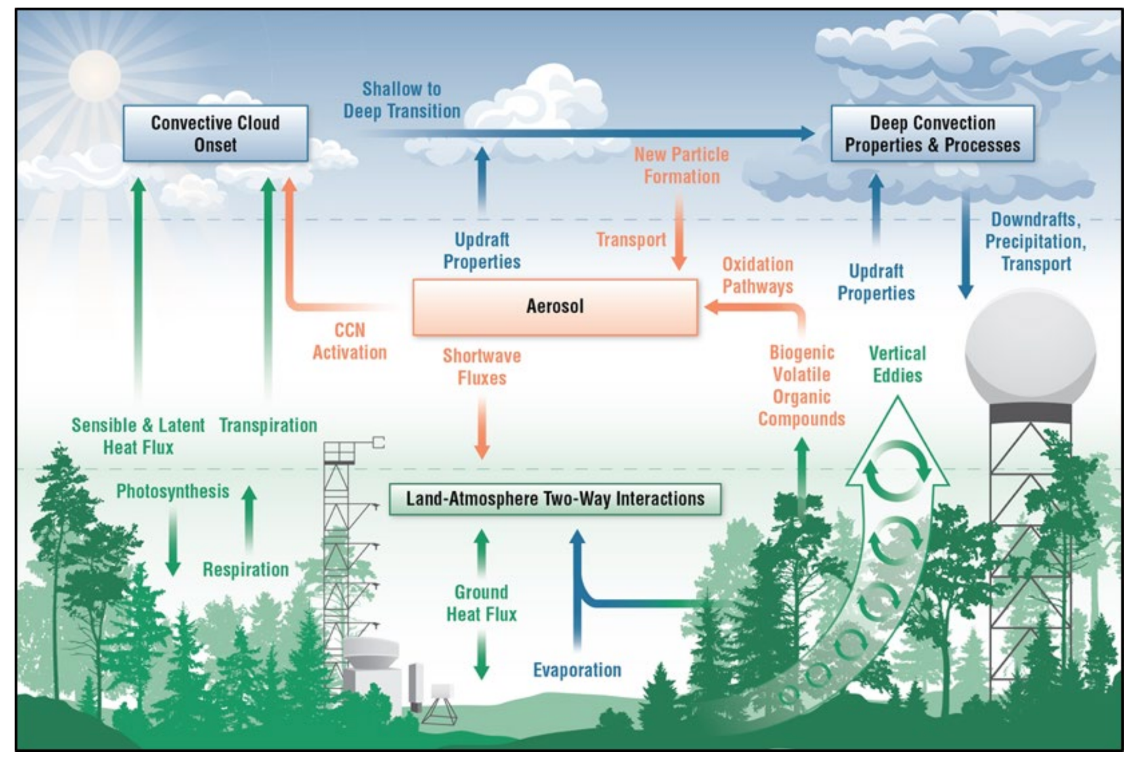 Shallow to
Deep Transition
Convective Cloud
Onset
Deep Convection
Properties & Processes
New Particle
Formation
Updraft
Properties
Transport
Downdrafts,
Precipitation,
Transport
Oxidation
Pathways
Updraft
Properties
Aerosol
CCN
Activation
Shortwave
Fluxes
Biogenic
Volatile
Organic
Compounds
Vertical
Eddies
Sensible & Latent
Heat Flux
Transpiration
Photosynthesis
Respiration
Land-Atmosphere Two-Way Interactions
Ground
Heat Flux
Evaporation